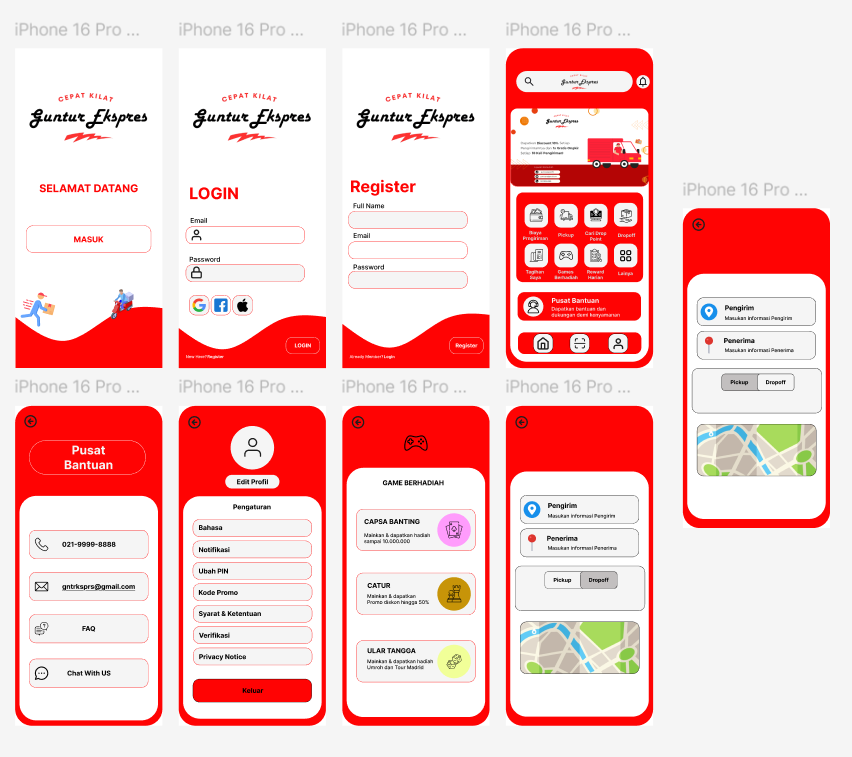 iPhone 16 Pro ...
CEPAT KILAT
Guntur Ekspres
SELAMAT DATANG
MASUK
iPhone 16 Pro ...
CEPAT KILAT
Guntur Ekspres
LOGIN
Email
Password
LOGIN
New Here? Register
iPhone 16 Pro ...
CEPAT KILAT
Guntur Ekspres
Register
Full Name
Email
Password
Register
Already Member? Login
iPhone 16 Pro ...
Guntur Ekspres
Guntur Ekspres
Biaya
Pengiriman
Pickup
Cari Drop
Point
Dropoff
Tagihan
Saya
Games
Berhadiah
Reward
Harian
Lainya
Pusat Bantuan
Dapatkan bantuan dan
dukungan demi kenyamanan
iPhone 16 Pro ...
Pengirim
Masukan Informasi Pengirim
Penerima
Masukan Informasi Penerima
Pickup
Dropoff
iPhone 16 Pro ...
Pusat
Bantuan
021-9999-8888
gntrksprs@gmail.com
FAQ
Chat With US
iPhone 16 Pro ...
Edit Profil
Pengaturan
Bahasa
Notifikasi
Ubah PIN
Kode Promo
Syarat & Ketentuan
Verifikasi
Privacy Notice
Keluar
iPhone 16 Pro ...
GAME BERHADIAH
CAPSA BANTING
Mainkan & dapatkan hadiah
sampai 10.000.000
CATUR
Mainkan & dapatkan
Promo diskon hingga 50%
ULAR TANGGA
Mainkan & dapatkan hadiah
Umroh dan Tour Madrid
iPhone 16 Pro ...
Pengirim
Masukan Informasi Pengirim
Penerima
Masukan Informasi Penerima
Pickup
Dropoff